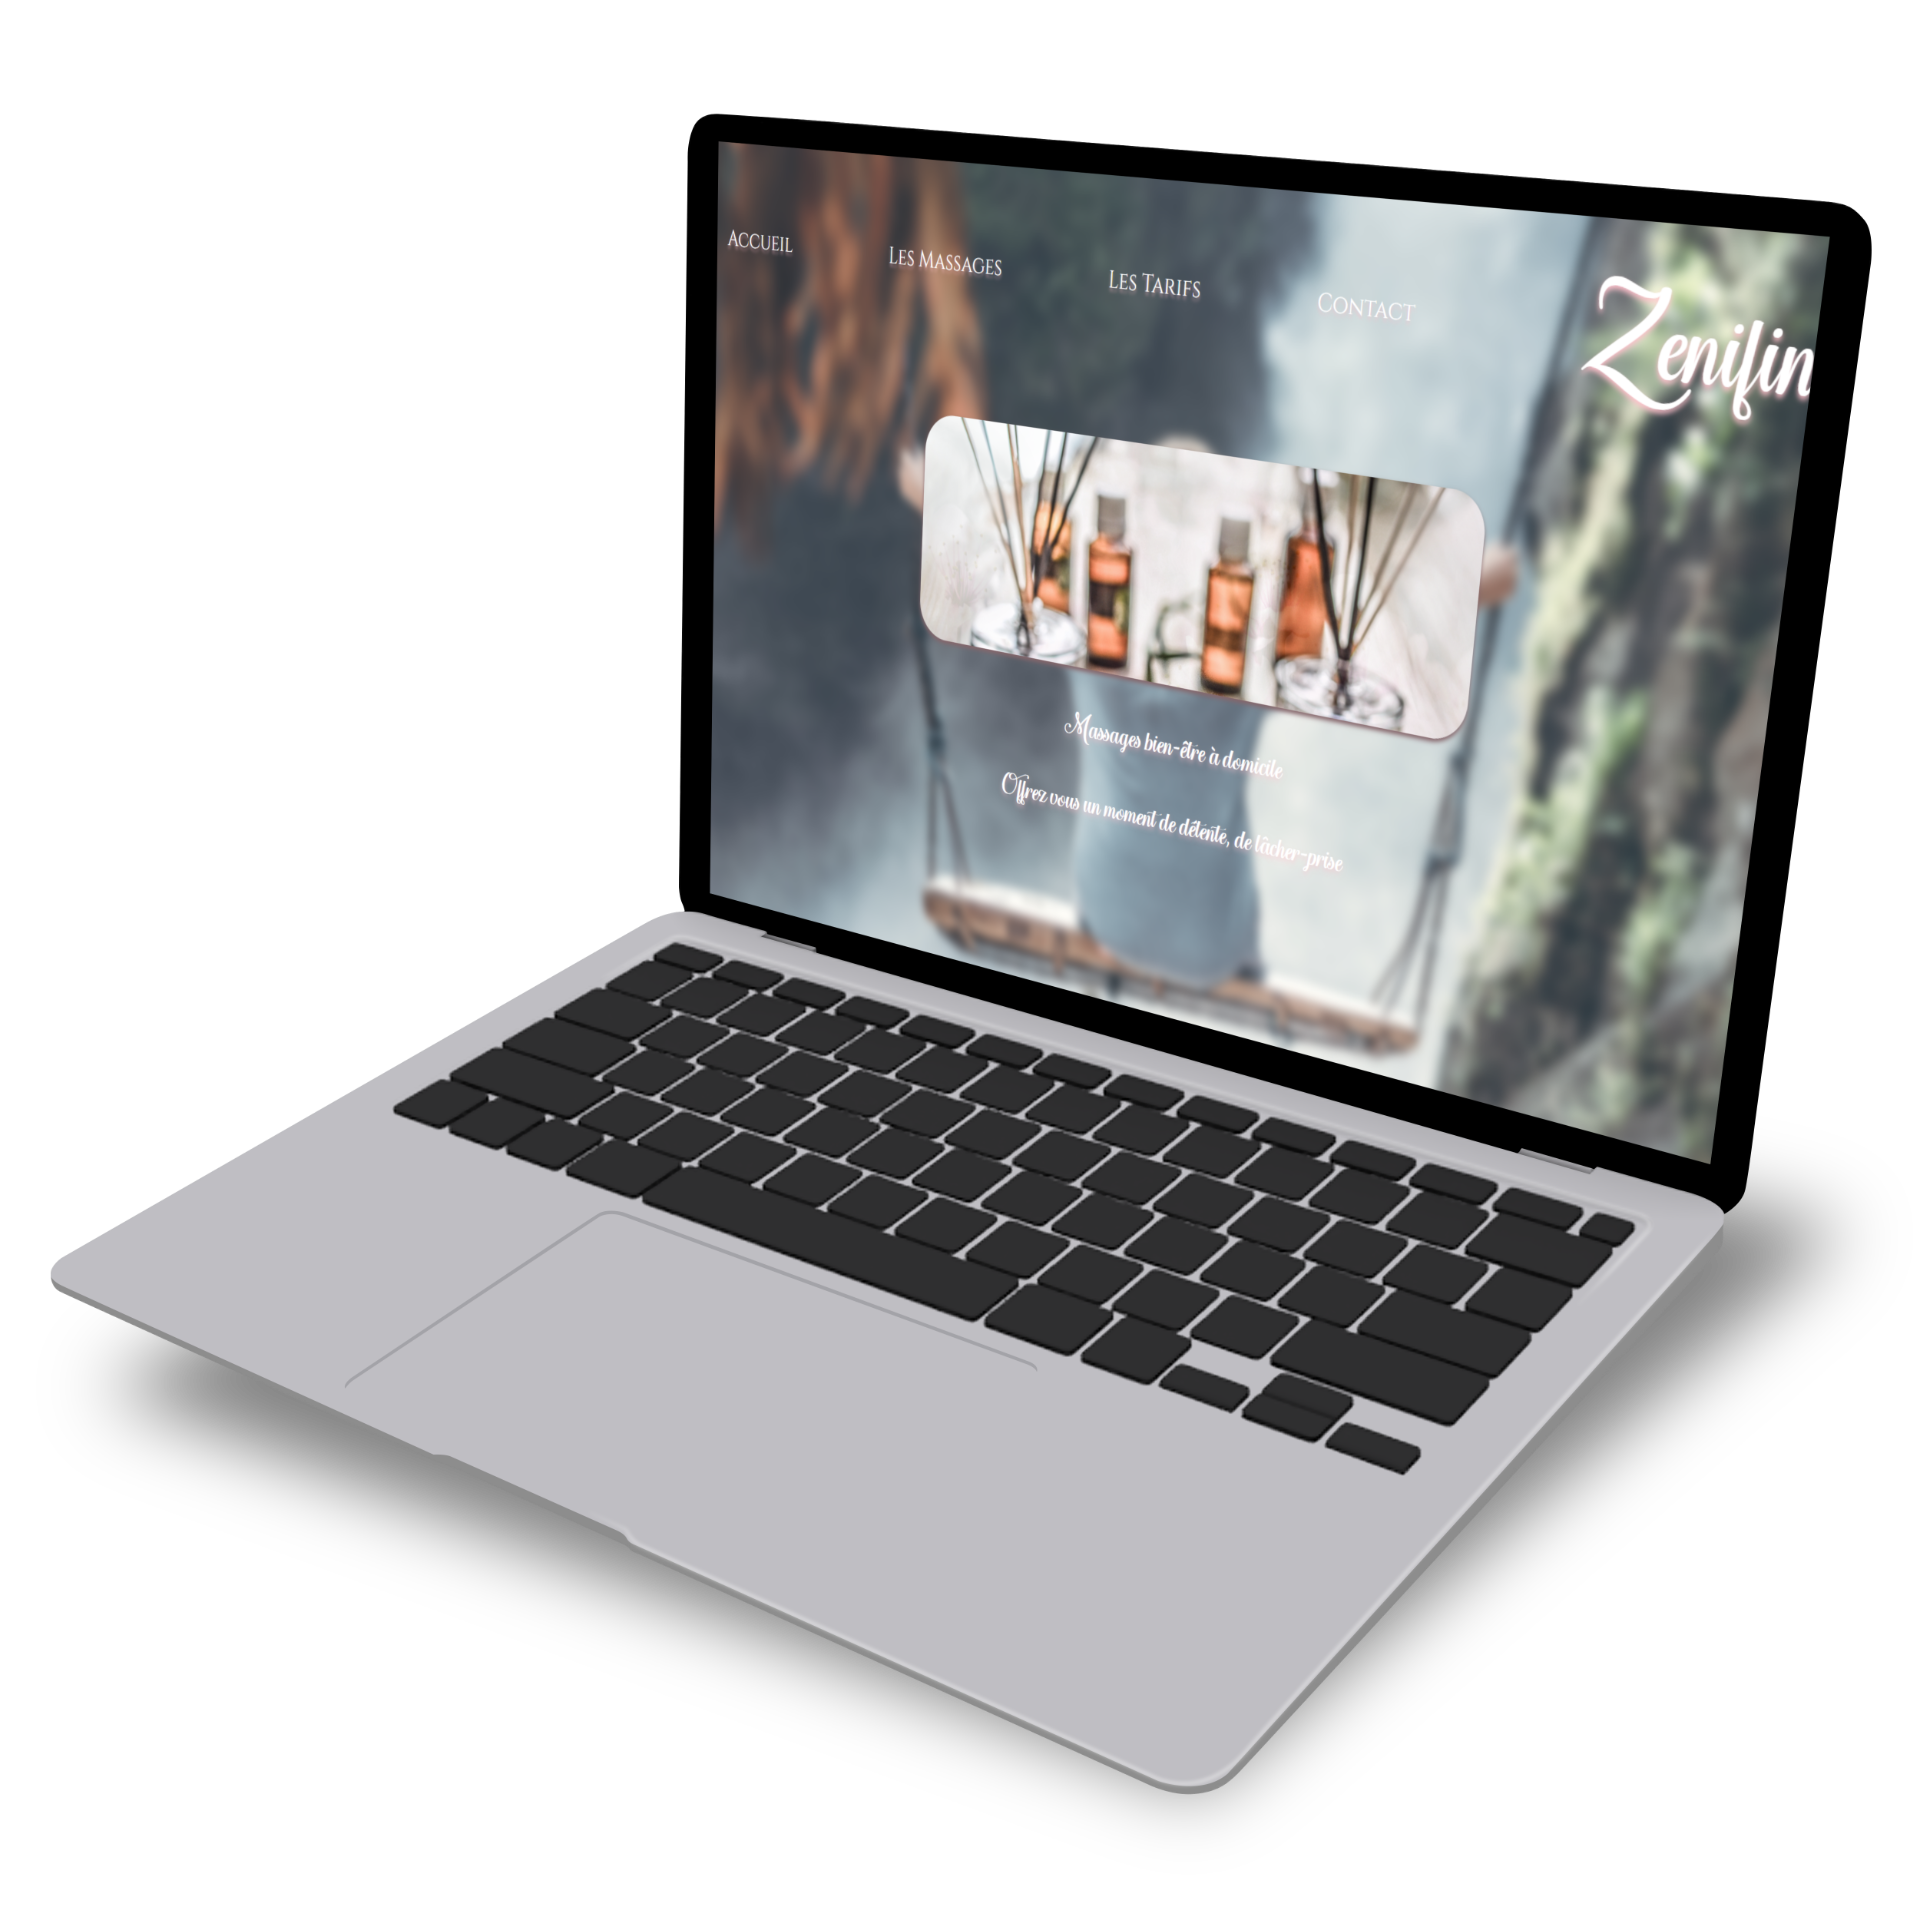 Accueil
Les Massages
Les Tarifs
Contact
Zenifin
Massages bien-être à domicile
Offrez vous un moment de détente, de lâcher-prise